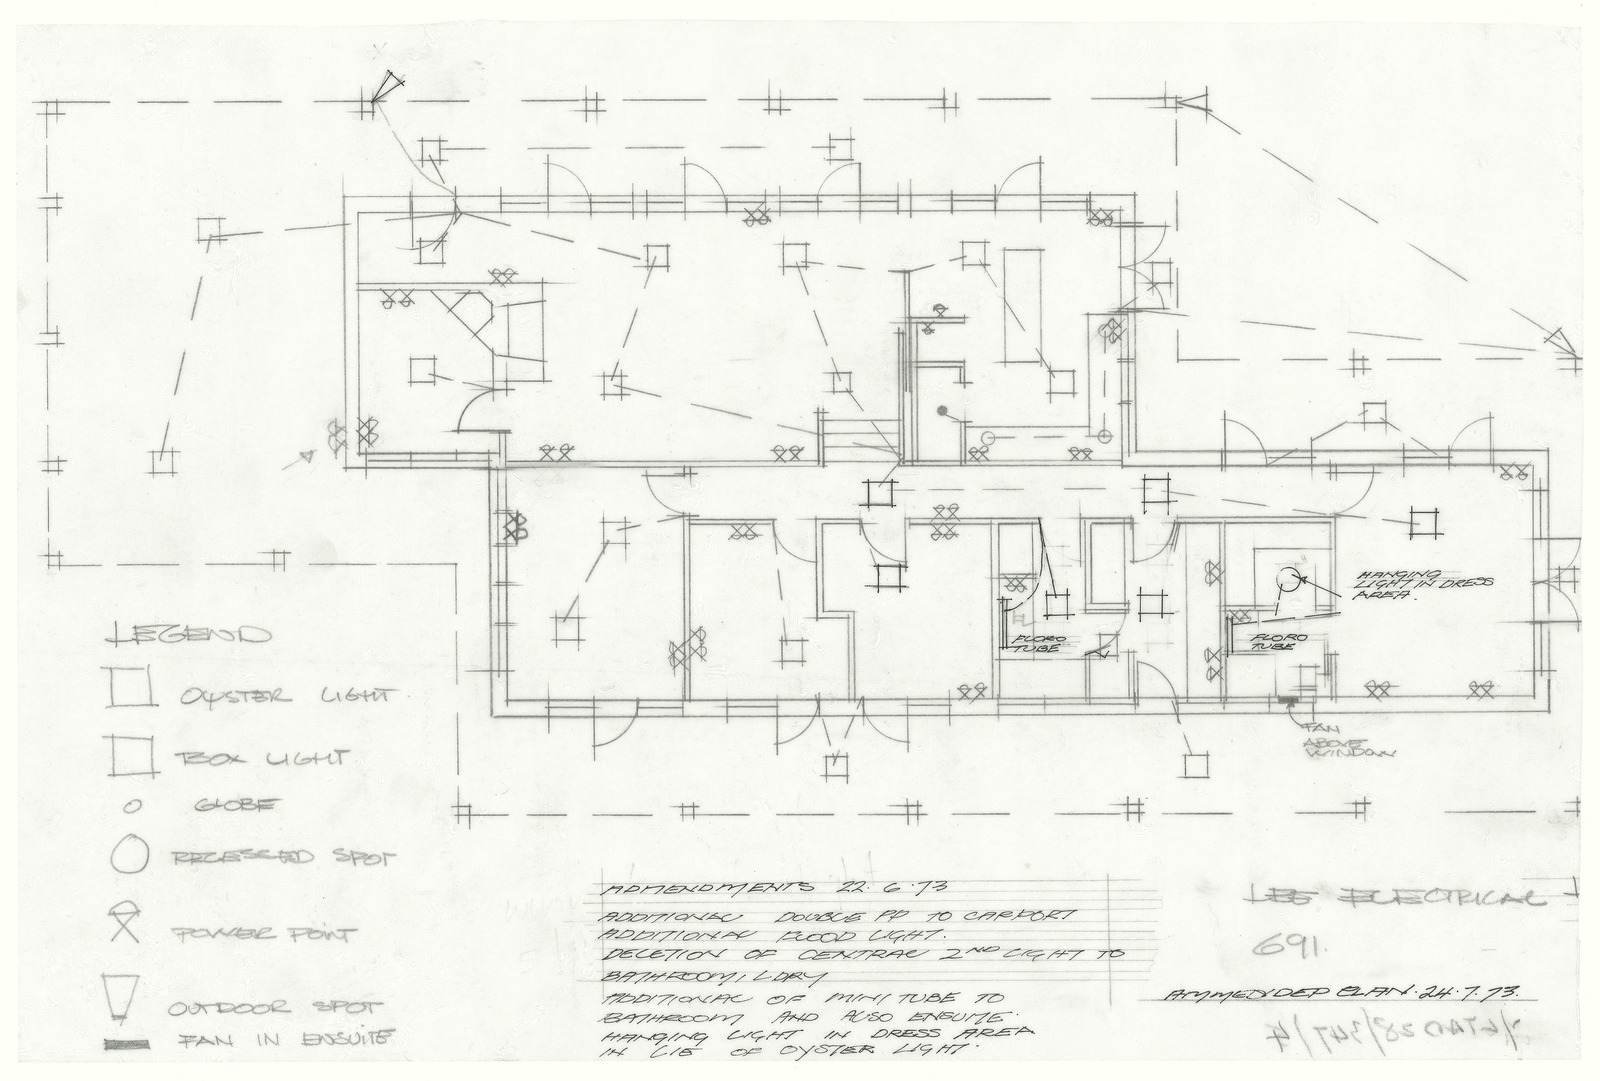 HANGING
LIGHT IN DRESS
AREA.
FLORO
TUBE
FLORO
TUBE
FAN
ABOVE
WINDOW
LEGEND
OYSTER LIGHT
BOX LIGHT
GLOBE
RECESSED SPOT
POWER POINT
OUTDOOR SPOT
FAN IN ENSUITE
ADMENDMENTS 22.6.73
ADDITIONAL DOUBLE PP TO CARPORT
ADDITIONAL FLOOD LIGHT.
DELETION OF CENTRAL 2ND LIGHT TO
BATHROOM, LDRY
ADDITIONAL OF MINI TUBE TO
BATHROOM AND ALSO ENSUITE.
HANGING LIGHT IN DRESS AREA
IN LIE OF OYSTER LIGHT.
LEE ELECTRICAL
691.
AMMENDED PLAN. 24.7.73.